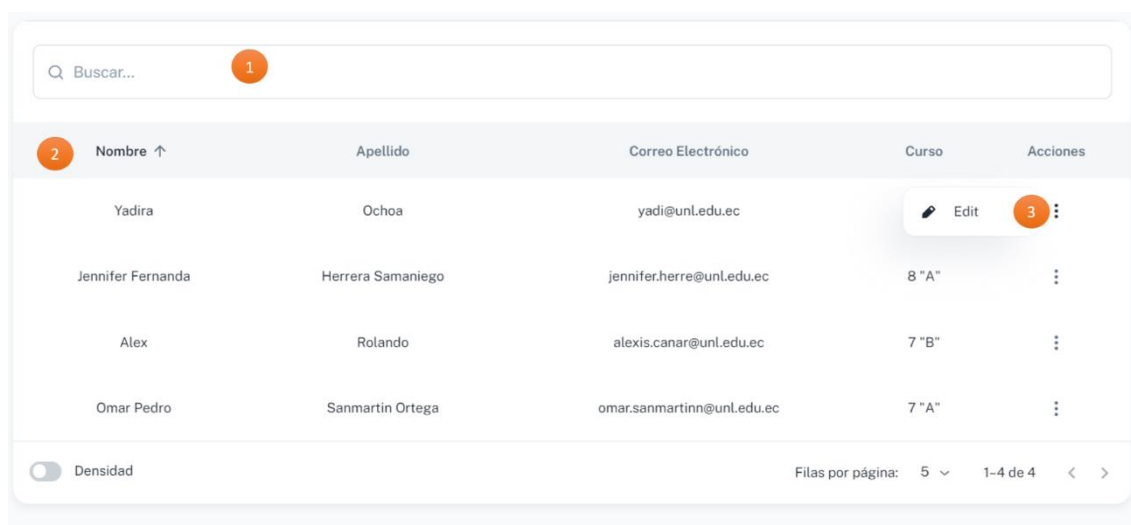 Buscar... 1
2 Nombre ↑ Apellido Correo Electrónico Curso Acciones
Yadira Ochoa yadi@unl.edu.ec Edit 3
Jennifer Fernanda Herrera Samaniego jennifer.herre@unl.edu.ec 8 "A"
Alex Rolando alexis.canar@unl.edu.ec 7 "B"
Omar Pedro Sanmartin Ortega omar.sanmartinn@unl.edu.ec 7 "A"
Densidad Filas por página: 5 1–4 de 4